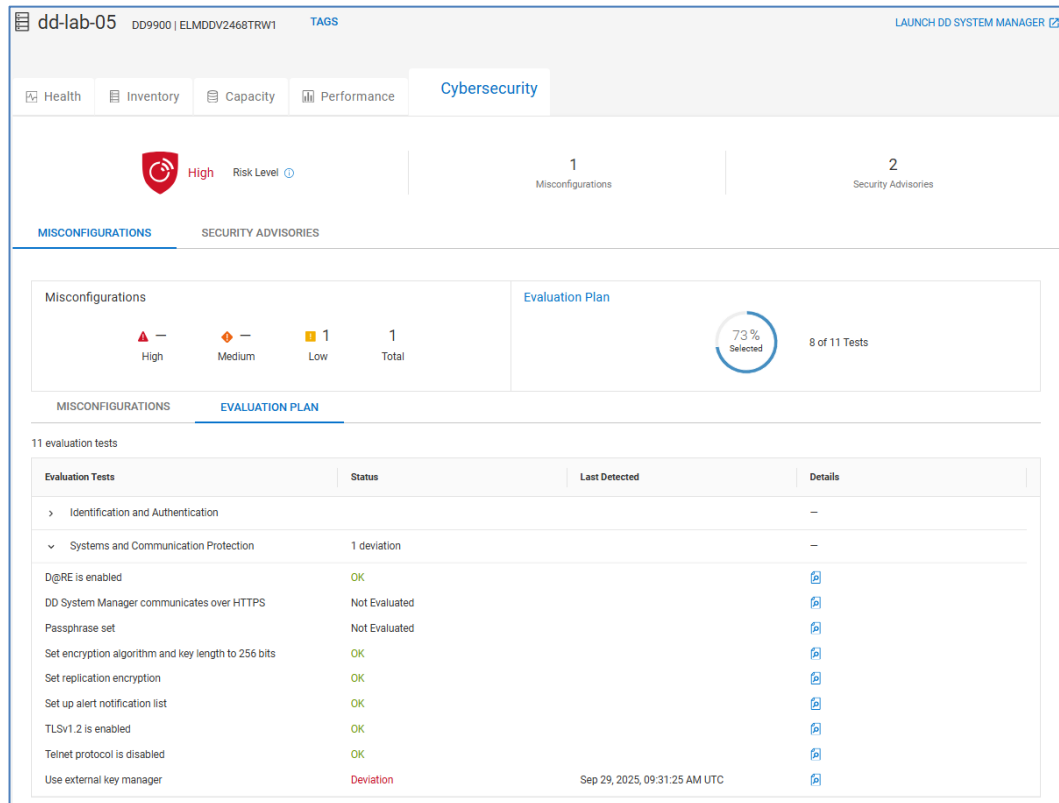 dd-lab-05 DD9900 | ELMDDV2468TRW1 TAGS LAUNCH DD SYSTEM MANAGER
Health Inventory Capacity Performance Cybersecurity
High Risk Level
1
Misconfigurations
2
Security Advisories
MISCONFIGURATIONS SECURITY ADVISORIES
Misconfigurations
— — 1 1
High Medium Low Total
Evaluation Plan
73 %
Selected
8 of 11 Tests
MISCONFIGURATIONS EVALUATION PLAN
11 evaluation tests
Evaluation Tests Status Last Detected Details
Identification and Authentication —
Systems and Communication Protection 1 deviation —
D@RE is enabled OK
DD System Manager communicates over HTTPS Not Evaluated
Passphrase set Not Evaluated
Set encryption algorithm and key length to 256 bits OK
Set replication encryption OK
Set up alert notification list OK
TLSv1.2 is enabled OK
Telnet protocol is disabled OK
Use external key manager Deviation Sep 29, 2025, 09:31:25 AM UTC